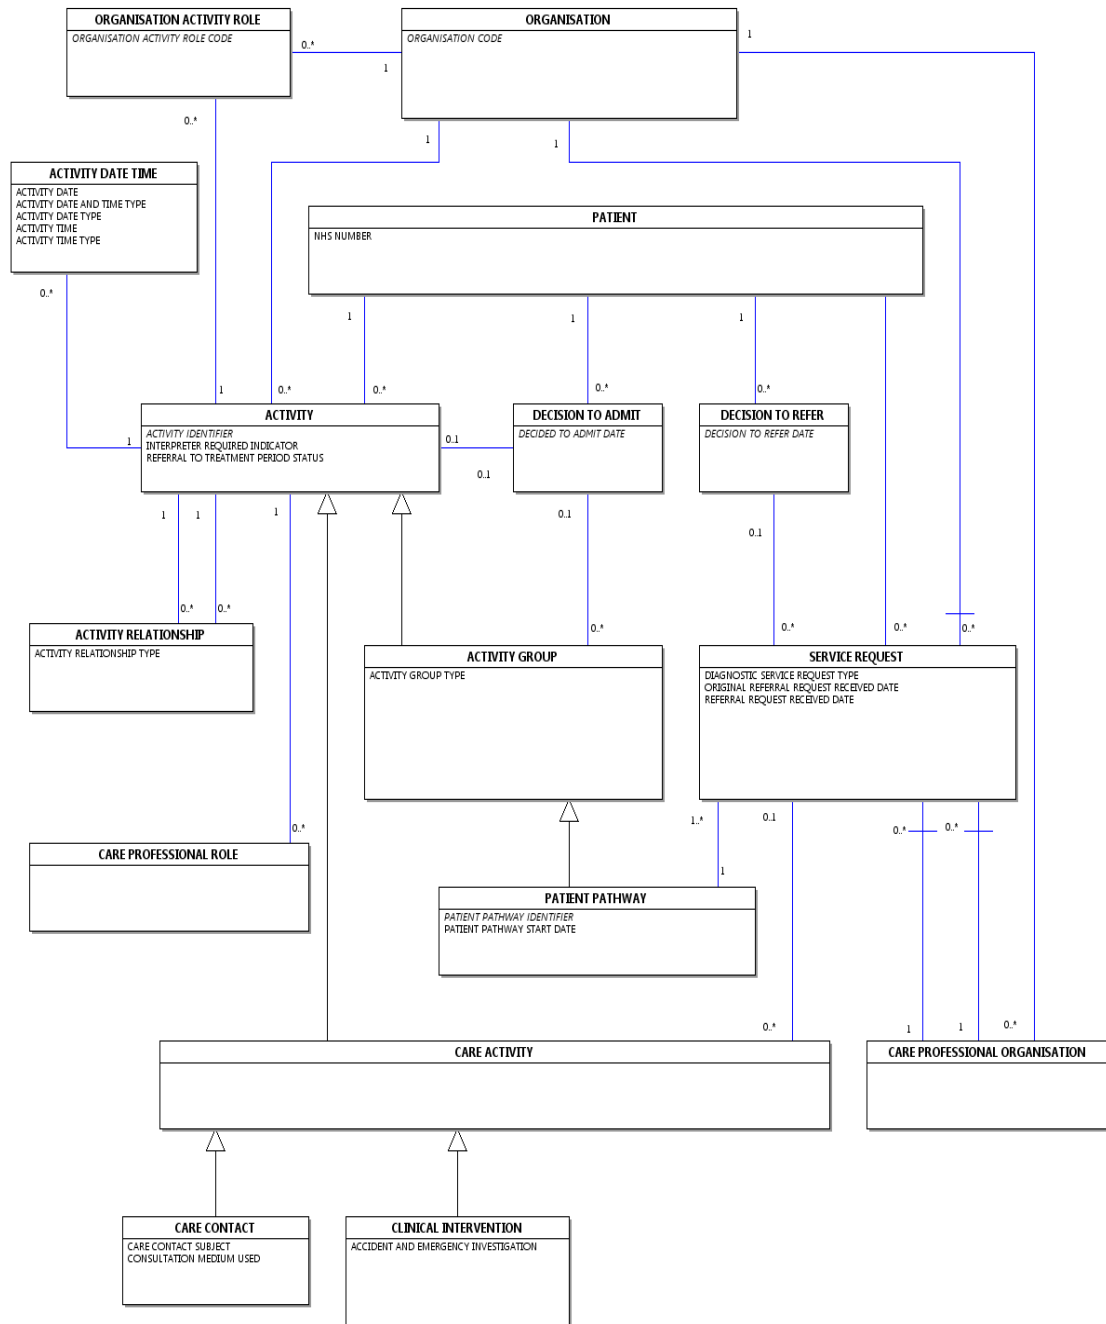 ORGANISATION ACTIVITY ROLE
ORGANISATION ACTIVITY ROLE CODE
ORGANISATION
ORGANISATION CODE
0..*
1
1
0..*
1
1
ACTIVITY DATE TIME
ACTIVITY DATE
ACTIVITY DATE AND TIME TYPE
ACTIVITY DATE TYPE
ACTIVITY TIME
ACTIVITY TIME TYPE
PATIENT
NHS NUMBER
0..*
1
1
1
1
0..*
0..*
0..*
0..*
ACTIVITY
ACTIVITY IDENTIFIER
INTERPRETER REQUIRED INDICATOR
REFERRAL TO TREATMENT PERIOD STATUS
1
0..1
0..1
DECISION TO ADMIT
DECIDED TO ADMIT DATE
DECISION TO REFER
DECISION TO REFER DATE
1
1
1
0..1
0..1
0..*
0..*
0..*
0..*
0..*
0..*
ACTIVITY RELATIONSHIP
ACTIVITY RELATIONSHIP TYPE
ACTIVITY GROUP
ACTIVITY GROUP TYPE
SERVICE REQUEST
DIAGNOSTIC SERVICE REQUEST TYPE
ORIGINAL REFERRAL REQUEST RECEIVED DATE
REFERRAL REQUEST RECEIVED DATE
0..*
1..*
0..1
0..*
0..*
CARE PROFESSIONAL ROLE
1
PATIENT PATHWAY
PATIENT PATHWAY IDENTIFIER
PATIENT PATHWAY START DATE
0..*
1
1
0..*
CARE ACTIVITY
CARE PROFESSIONAL ORGANISATION
CARE CONTACT
CARE CONTACT SUBJECT
CONSULTATION MEDIUM USED
CLINICAL INTERVENTION
ACCIDENT AND EMERGENCY INVESTIGATION